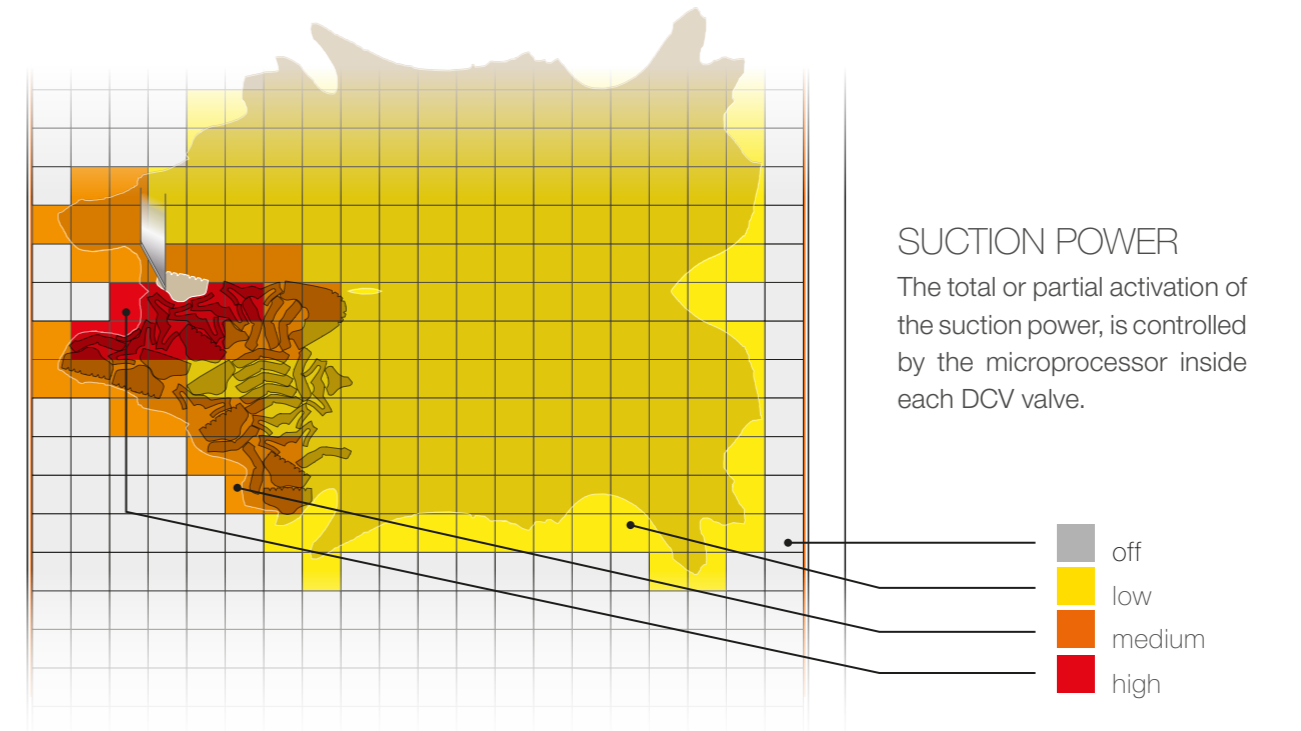 SUCTION POWER
The total or partial activation of
the suction power, is controlled
by the microprocessor inside
each DCV valve.
off
low
medium
high